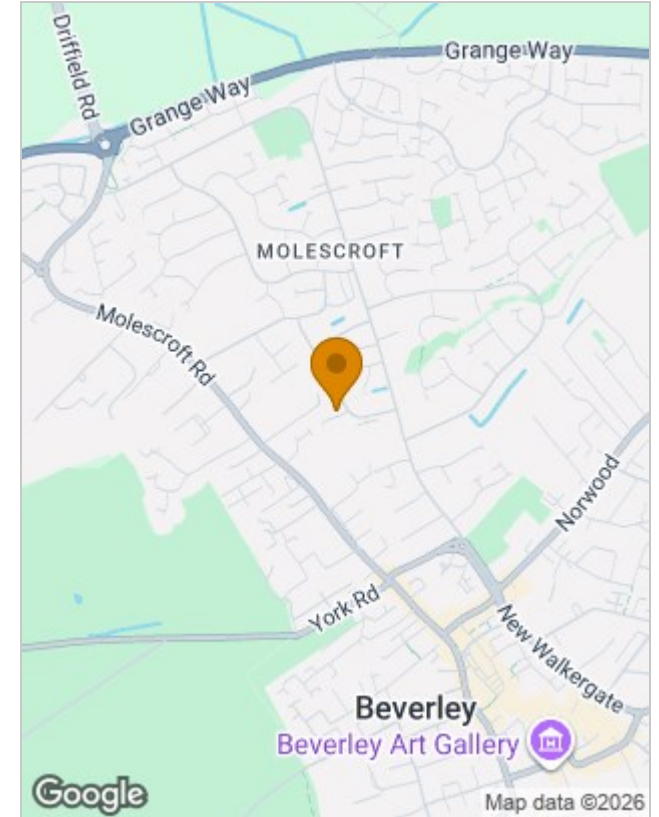 Driffield Rd
Grange Way
Grange Way
MOLESCROFT
Molescroft Rd
Norwood
York Rd
New Walkergate
Beverley
Beverley Art Gallery
Google
Map data ©2026